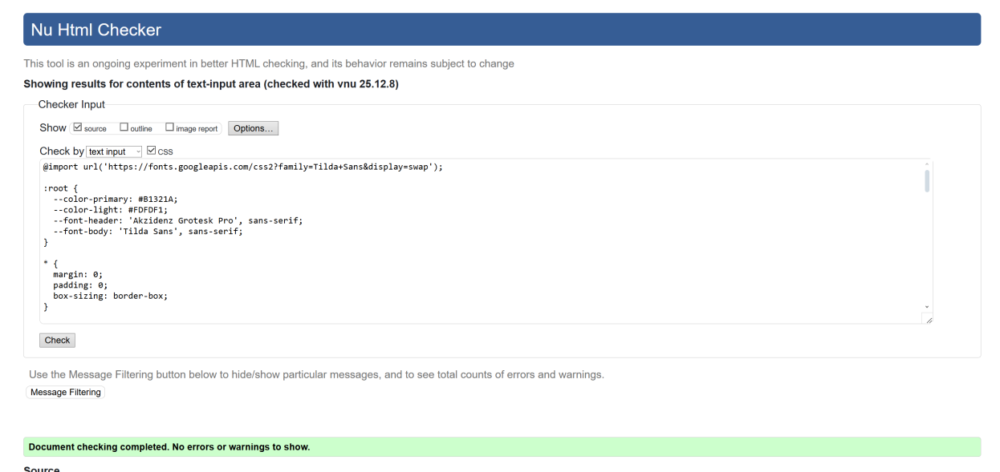 Nu Html Checker
This tool is an ongoing experiment in better HTML checking, and its behavior remains subject to change
Showing results for contents of text-input area (checked with vnu 25.12.8)
Checker Input
Show source outline image report Options...
Check by text input css
@import url('https://fonts.googleapis.com/css2?family=Tilda+Sans&display=swap');
:root {
--color-primary: #B1321A;
--color-light: #FDFDF1;
--font-header: 'Akzidenz Grotesk Pro', sans-serif;
--font-body: 'Tilda Sans', sans-serif;
}
* {
margin: 0;
padding: 0;
box-sizing: border-box;
}
Check
Use the Message Filtering button below to hide/show particular messages, and to see total counts of errors and warnings.
Message Filtering
Document checking completed. No errors or warnings to show.
Source